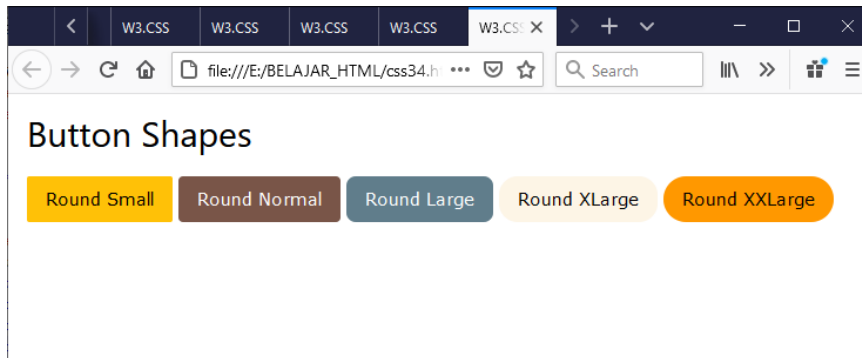 W3.CSS W3.CSS W3.CSS W3.CSS W3.CSS
file:///E:/BELAJAR_HTML/css34.h Search
Button Shapes
Round Small Round Normal Round Large Round XLarge Round XXLarge